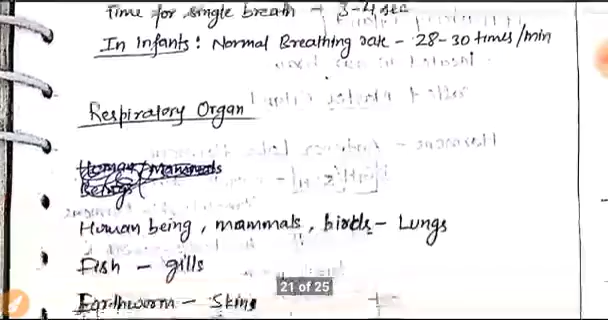 Time for single breath → 3-4 sec
In Infants: Normal Breathing rate - 28-30 times/min
Respiratory Organ
Human being, mammals, birds - Lungs
Fish - gills
21 of 25
Earthworm - Skin